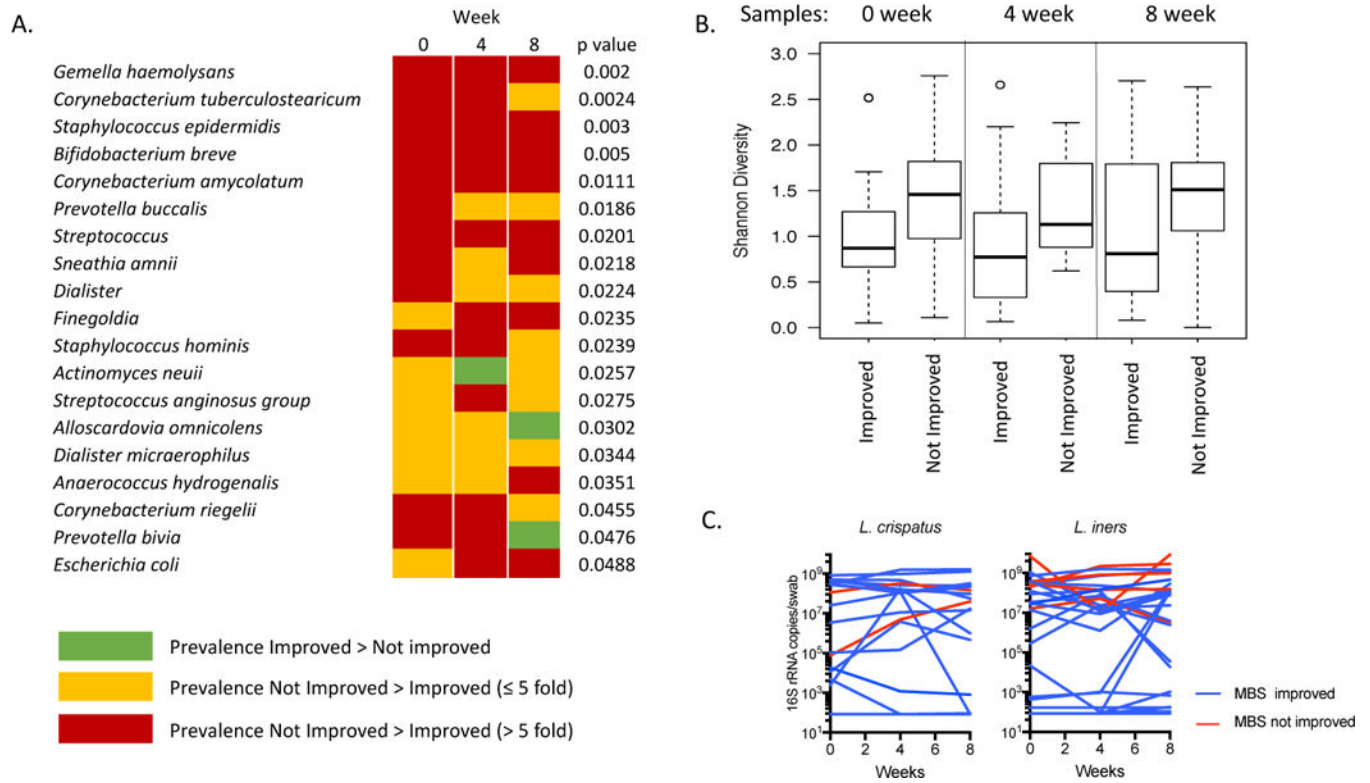 A.
Week
0 4 8 p value
Gemella haemolysans 0.002
Corynebacterium tuberculostearicum 0.0024
Staphylococcus epidermidis 0.003
Bifidobacterium breve 0.005
Corynebacterium amycolatum 0.0111
Prevotella buccalis 0.0186
Streptococcus 0.0201
Sneathia amnii 0.0218
Dialister 0.0224
Finegoldia 0.0235
Staphylococcus hominis 0.0239
Actinomyces neuii 0.0257
Streptococcus anginosus group 0.0275
Alloscardovia omnicolens 0.0302
Dialister micraerophilus 0.0344
Anaerococcus hydrogenalis 0.0351
Corynebacterium riegelii 0.0455
Prevotella bivia 0.0476
Escherichia coli 0.0488
Prevalence Improved > Not improved
Prevalence Not Improved > Improved (≤ 5 fold)
Prevalence Not Improved > Improved (> 5 fold)
B.
Samples: 0 week 4 week 8 week
Shannon Diversity
3.0
2.5
2.0
1.5
1.0
0.5
0.0
Improved
Not Improved
Improved
Not Improved
Improved
Not Improved
C.
L. crispatus
L. iners
16S rRNA copies/swab
10⁹
10⁷
10⁵
10³
10¹
0 2 4 6 8
Weeks
10⁹
10⁷
10⁵
10³
10¹
0 2 4 6 8
Weeks
MBS improved
MBS not improved